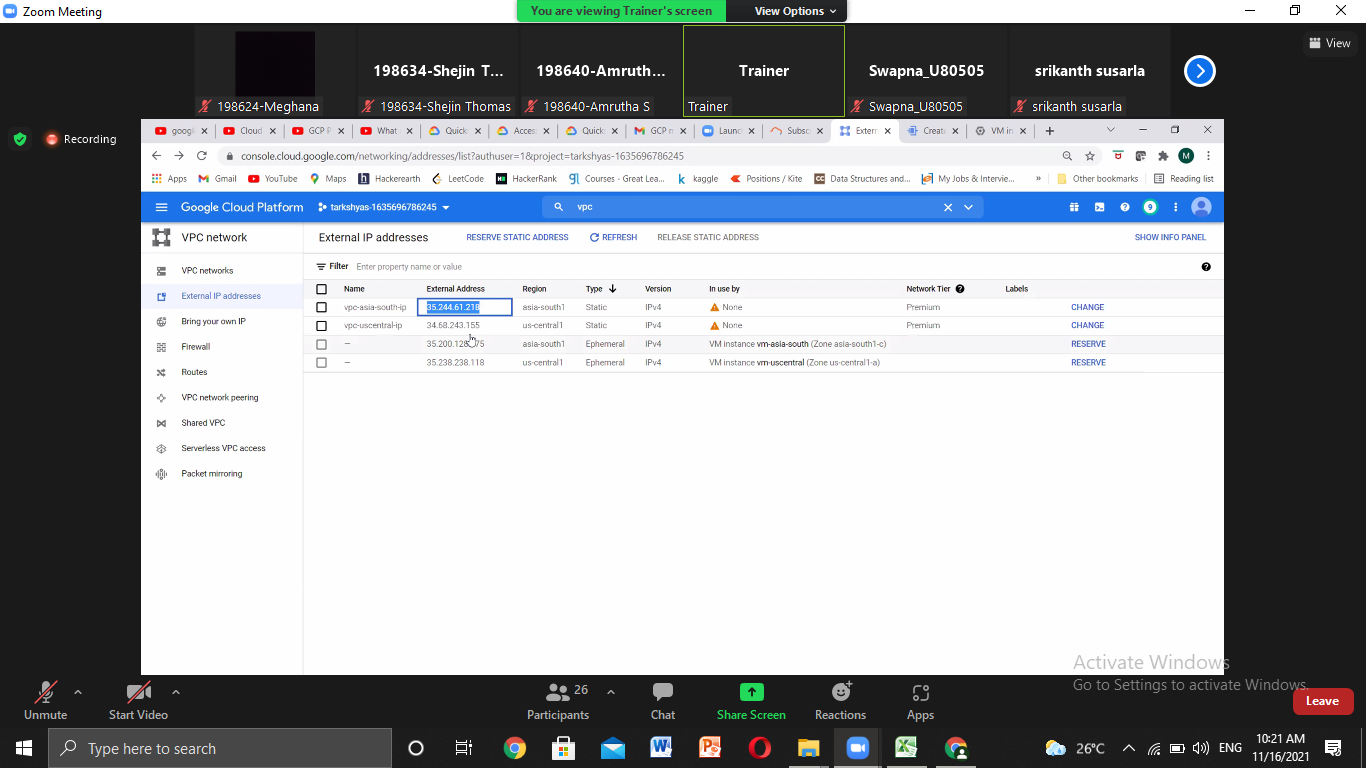 Zoom Meeting
You are viewing Trainer's screen
View Options
198634-Shejin T...
198640-Amruth...
Trainer
Swapna_U80505
srikanth susarla
View
198624-Meghana
198634-Shejin Thomas
198640-Amrutha S
Trainer
Swapna_U80505
srikanth susarla
Recording
googl
Cloud
GCP P
What
Quick
Acces
Quick
GCP m
Launc
Subsc
Extern
Creat
VM in
console.cloud.google.com/networking/addresses/list?authuser=1&project=tarkshyas-1635696786245
M
Apps
Gmail
YouTube
Maps
Hackerearth
LeetCode
HackerRank
Courses - Great Lea...
kaggle
Positions / Kite
Data Structures and...
My Jobs & Intervie...
»
Other bookmarks
Reading list
Google Cloud Platform
tarkshyas-1635696786245
vpc
9
VPC network
External IP addresses
RESERVE STATIC ADDRESS
REFRESH
RELEASE STATIC ADDRESS
SHOW INFO PANEL
VPC networks
External IP addresses
Bring your own IP
Firewall
Routes
VPC network peering
Shared VPC
Serverless VPC access
Packet mirroring
Filter Enter property name or value
Name External Address Region Type Version In use by Network Tier Labels
vpc-asia-south-ip 35.244.61.218 asia-south1 Static IPv4 None Premium CHANGE
vpc-uscentral-ip 34.68.243.155 us-central1 Static IPv4 None Premium CHANGE
— asia-south1 Ephemeral IPv4 VM instance vm-asia-south (Zone asia-south1-c) RESERVE
— 35.238.238.118 us-central1 Ephemeral IPv4 VM instance vm-uscentral (Zone us-central1-a) RESERVE
Activate Windows
Go to Settings to activate Windows.
Unmute
Start Video
26
Participants
Chat
Share Screen
Reactions
Apps
Leave
Type here to search
26°C
ENG
10:21 AM
11/16/2021